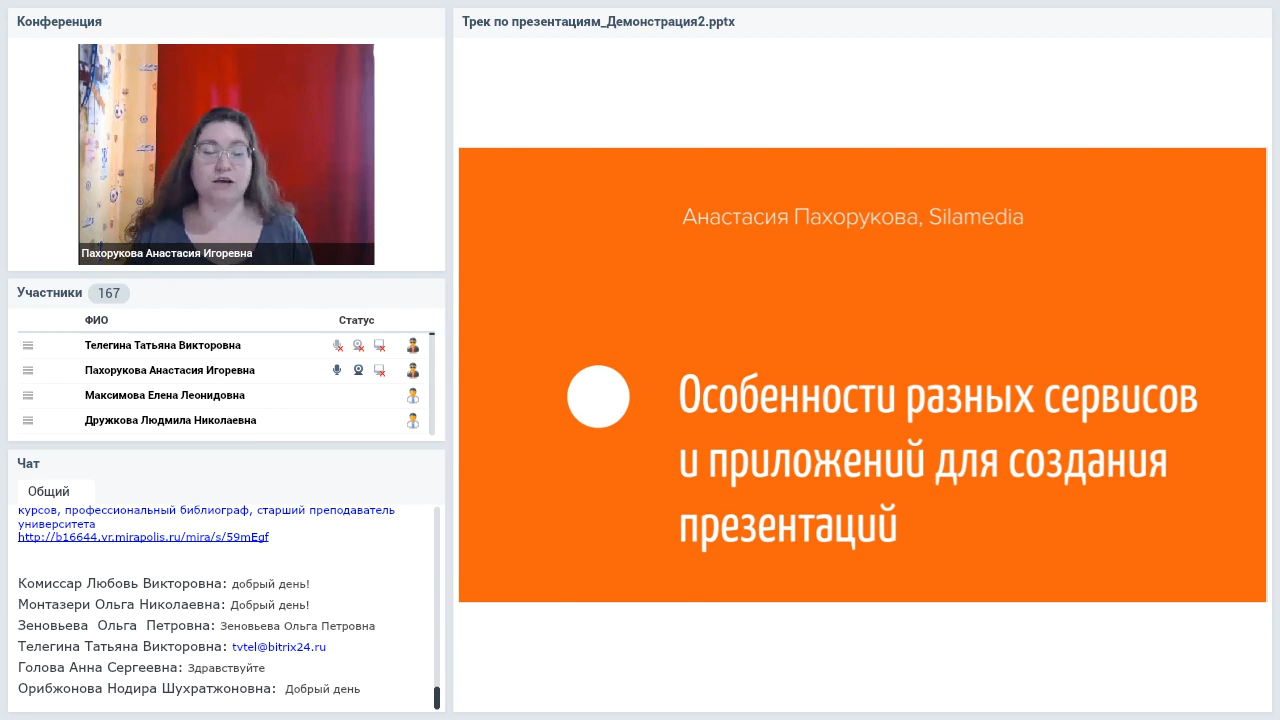 Конференция
Пахорукова Анастасия Игоревна
Участники 167
ФИО Статус
Телегина Татьяна Викторовна
Пахорукова Анастасия Игоревна
Максимова Елена Леонидовна
Дружкова Людмила Николаевна
Чат
Общий
курсов, профессиональный библиограф, старший преподаватель
университета
http://b16644.vr.mirapolis.ru/mira/s/59mEgf
Комиссар Любовь Викторовна: добрый день!
Монтазери Ольга Николаевна: Добрый день!
Зеновьева Ольга Петровна: Зеновьева Ольга Петровна
Телегина Татьяна Викторовна: tvtel@bitrix24.ru
Голова Анна Сергеевна: Здравствуйте
Орибжонова Нодира Шухратжоновна: Добрый день
Трек по презентациям_Демонстрация2.pptx
Анастасия Пахорукова, Silamedia
Особенности разных сервисов
и приложений для создания
презентаций